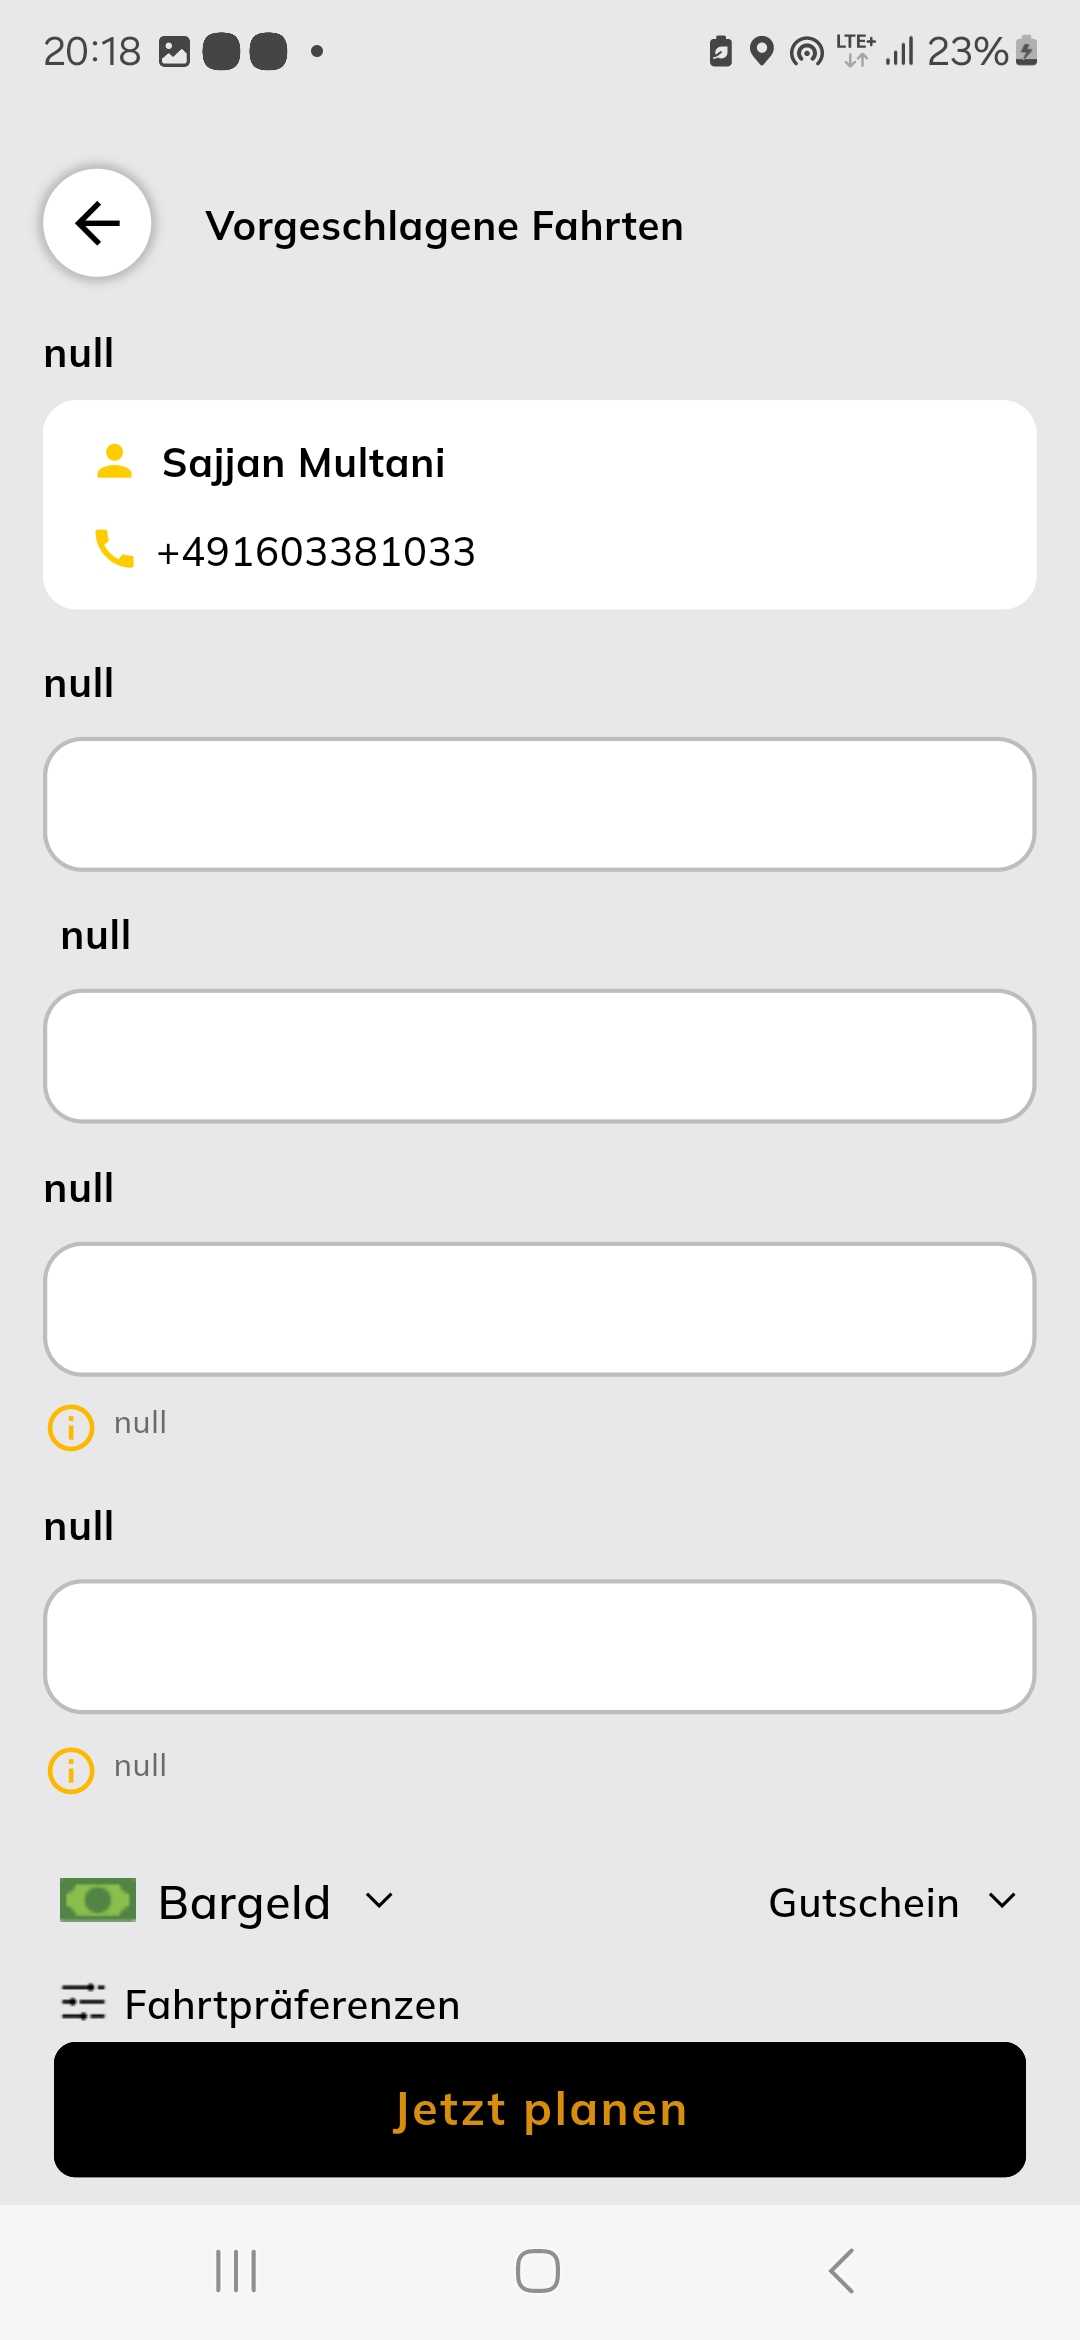 20:18 LTE+ 23%
Vorgeschlagene Fahrten
null
Sajjan Multani
+491603381033
null
null
null
null
null
null
Bargeld Gutschein
Fahrtpräferenzen
Jetzt planen